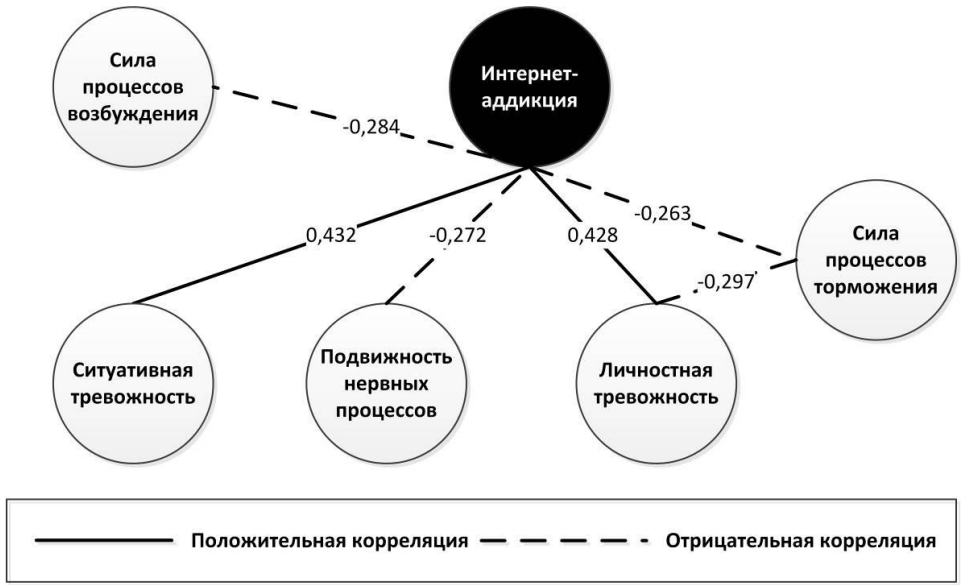 Сила
процессов
возбуждения
Интернет-
аддикция
-0,284
-0,263
0,432
-0,272
0,428
Сила
процессов
торможения
-0,297
Ситуативная
тревожность
Подвижность
нервных
процессов
Личностная
тревожность
Положительная корреляция
Отрицательная корреляция